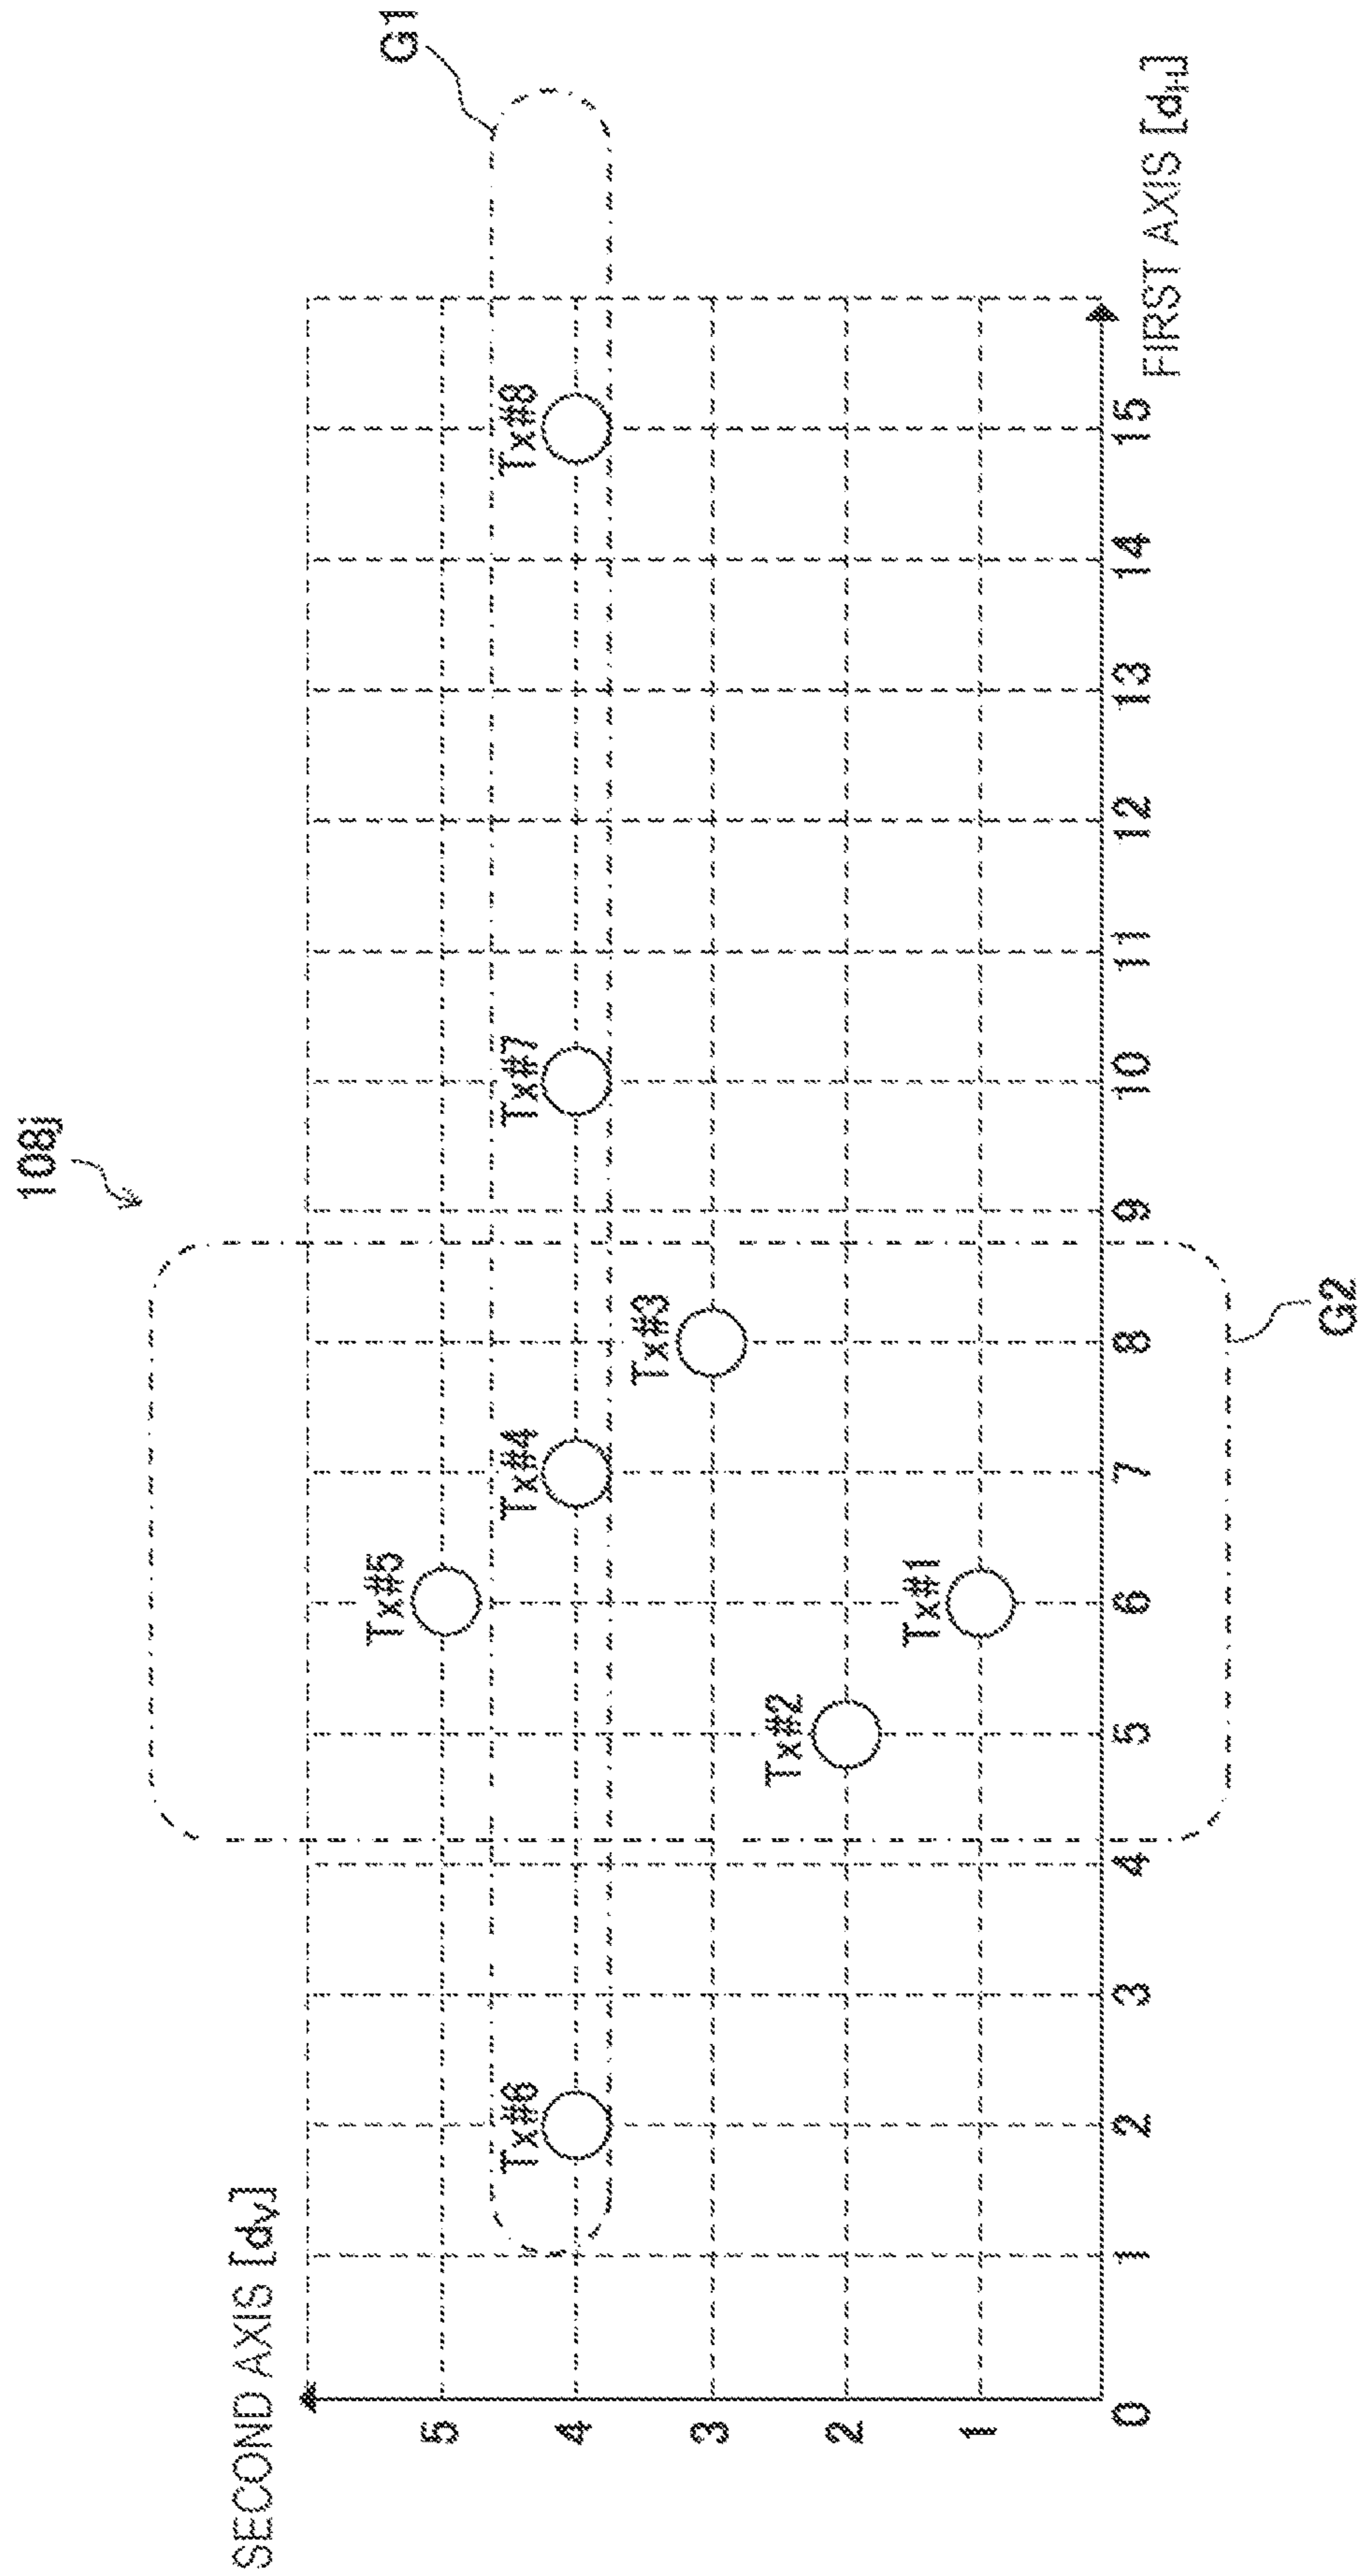 108j
G1
SECOND AXIS [dV]
5
4
3
2
1
0
Tx#5
Tx#6
Tx#4
Tx#7
Tx#8
Tx#3
Tx#2
Tx#1
1
2
3
4
5
6
7
8
9
10
11
12
13
14
15
FIRST AXIS [dH]
G2